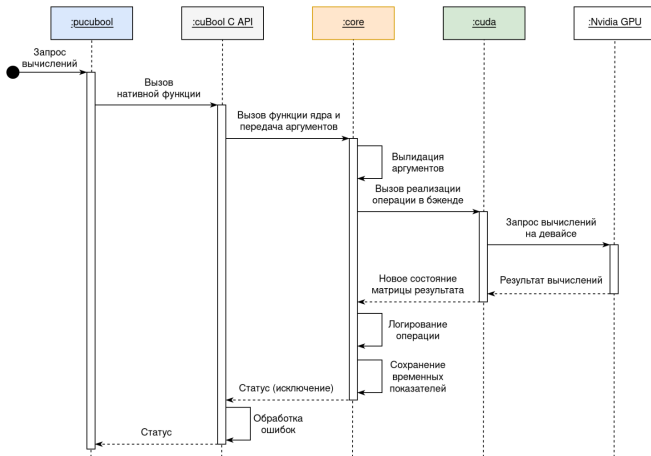 :pucubool
:cuBool C API
:core
:cuda
:Nvidia GPU
Запрос
вычислений
Вызов
нативной функции
Вызов функции ядра и
передача аргументов
Вылидация
аргументов
Вызов реализации
операции в бэкенде
Запрос вычислений
на девайсе
Новое состояние
матрицы результата
Результат вычислений
Логирование
операции
Сохранение
временных
показателей
Статус (исключение)
Обработка
ошибок
Статус